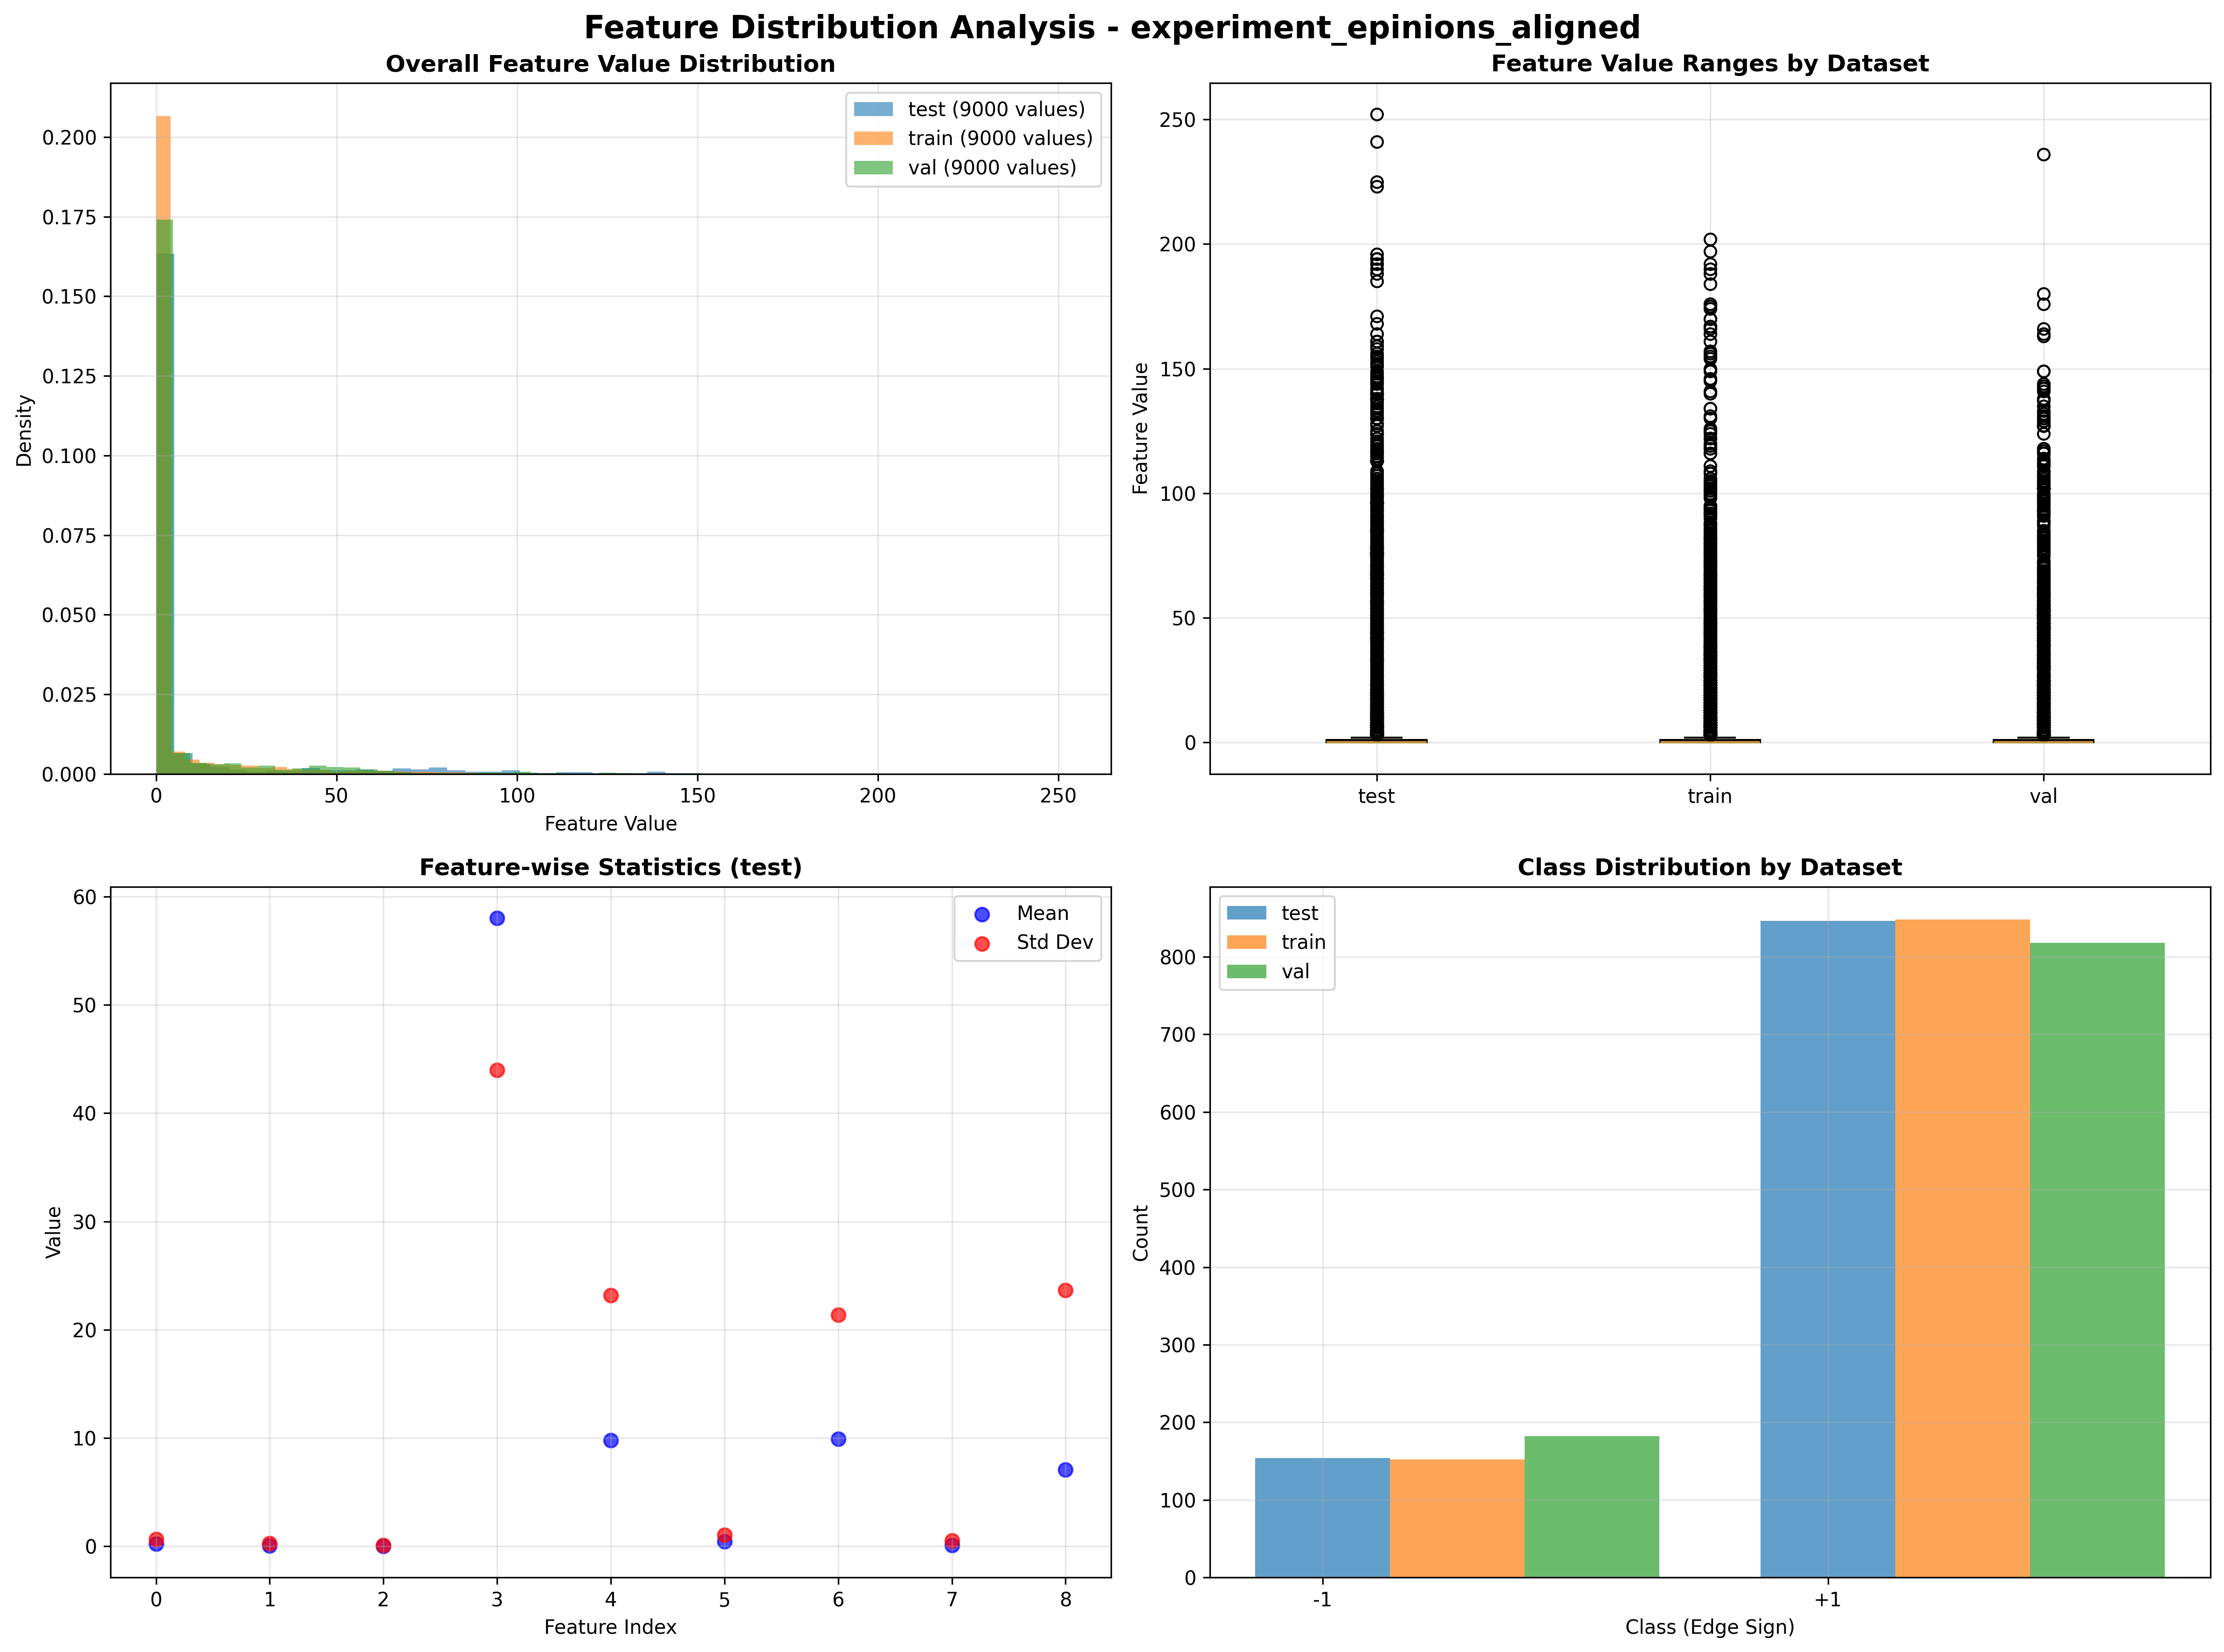 Feature Distribution Analysis - experiment_epinions_aligned
Overall Feature Value Distribution
test (9000 values)
train (9000 values)
val (9000 values)
0.200
0.175
0.150
0.125
0.100
0.075
0.050
0.025
0.000
Density
0 50 100 150 200 250
Feature Value
Feature Value Ranges by Dataset
250
200
150
100
50
0
Feature Value
test train val
Feature-wise Statistics (test)
Mean
Std Dev
60
50
40
30
20
10
0
Value
0 1 2 3 4 5 6 7 8
Feature Index
Class Distribution by Dataset
test
train
val
800
700
600
500
400
300
200
100
0
Count
-1 +1
Class (Edge Sign)